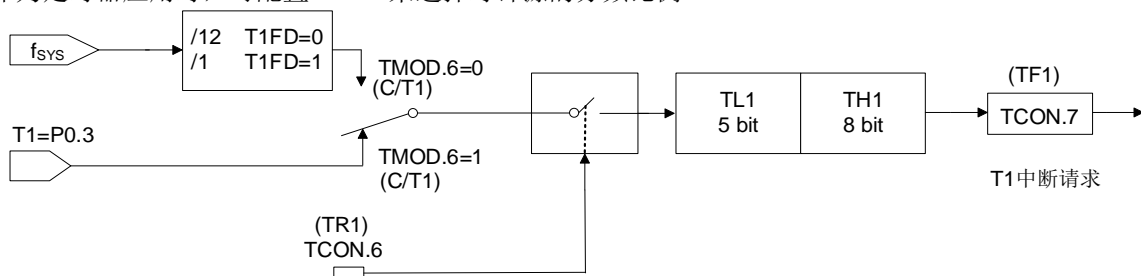 f_SYS
/12 T1FD=0
/1 T1FD=1
TMOD.6=0
(C/T1)
T1=P0.3
TMOD.6=1
(C/T1)
(TR1)
TCON.6
TL1
5 bit
TH1
8 bit
(TF1)
TCON.7
T1中断请求